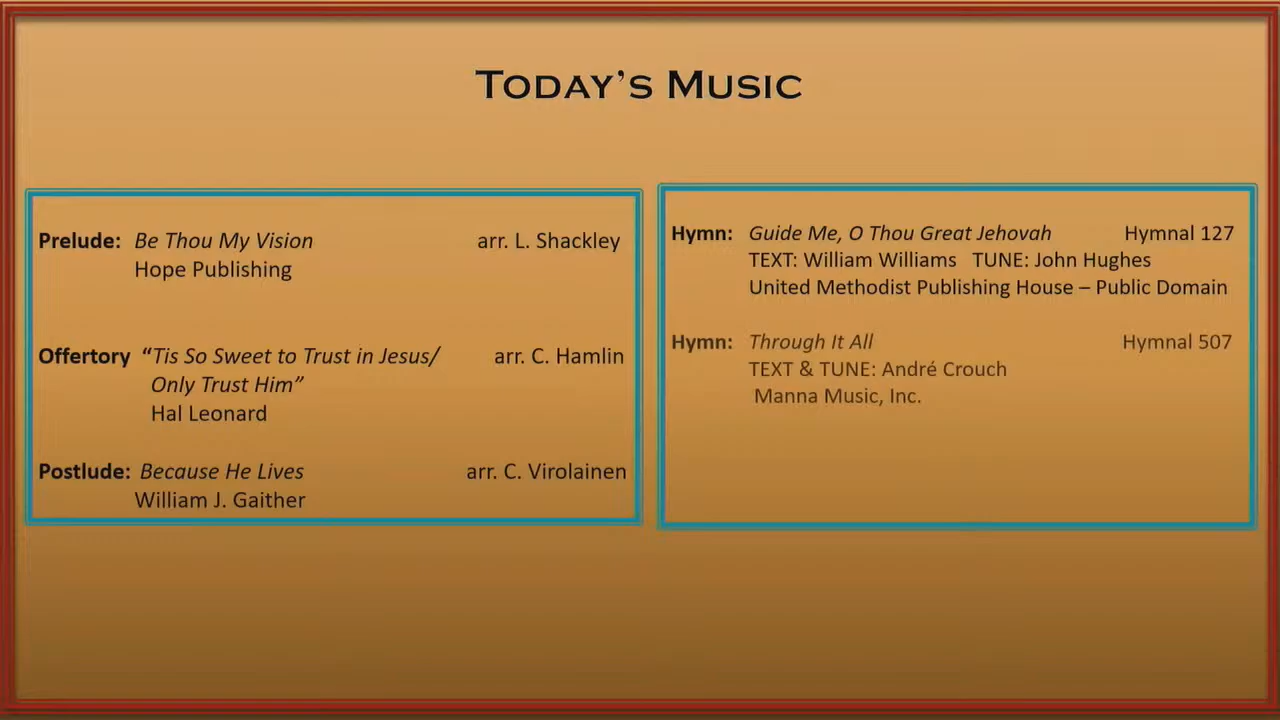 Today's Music
Prelude: Be Thou My Vision arr. L. Shackley
Hope Publishing
Offertory “Tis So Sweet to Trust in Jesus/ arr. C. Hamlin
Only Trust Him”
Hal Leonard
Postlude: Because He Lives arr. C. Virolainen
William J. Gaither
Hymn: Guide Me, O Thou Great Jehovah Hymnal 127
TEXT: William Williams TUNE: John Hughes
United Methodist Publishing House – Public Domain
Hymn: Through It All Hymnal 507
TEXT & TUNE: André Crouch
Manna Music, Inc.